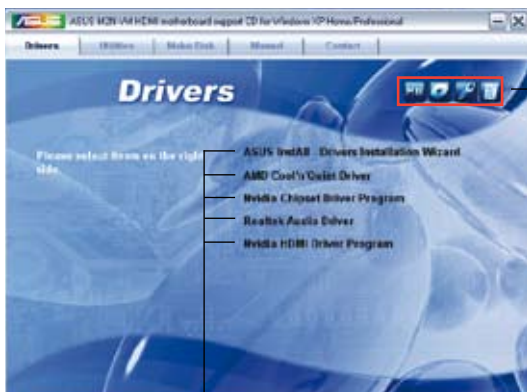 ASUS M2N-VM HDMI motherboard support CD for Windows XP Home/Professional
Drivers Utilities Make Disk Manual Contact
Drivers
Please select items on the right side.
ASUS InstAll - Drivers Installation Wizard
AMD Cool'n'Quiet Driver
Nvidia Chipset Driver Program
Realtek Audio Driver
Nvidia HDMI Driver Program